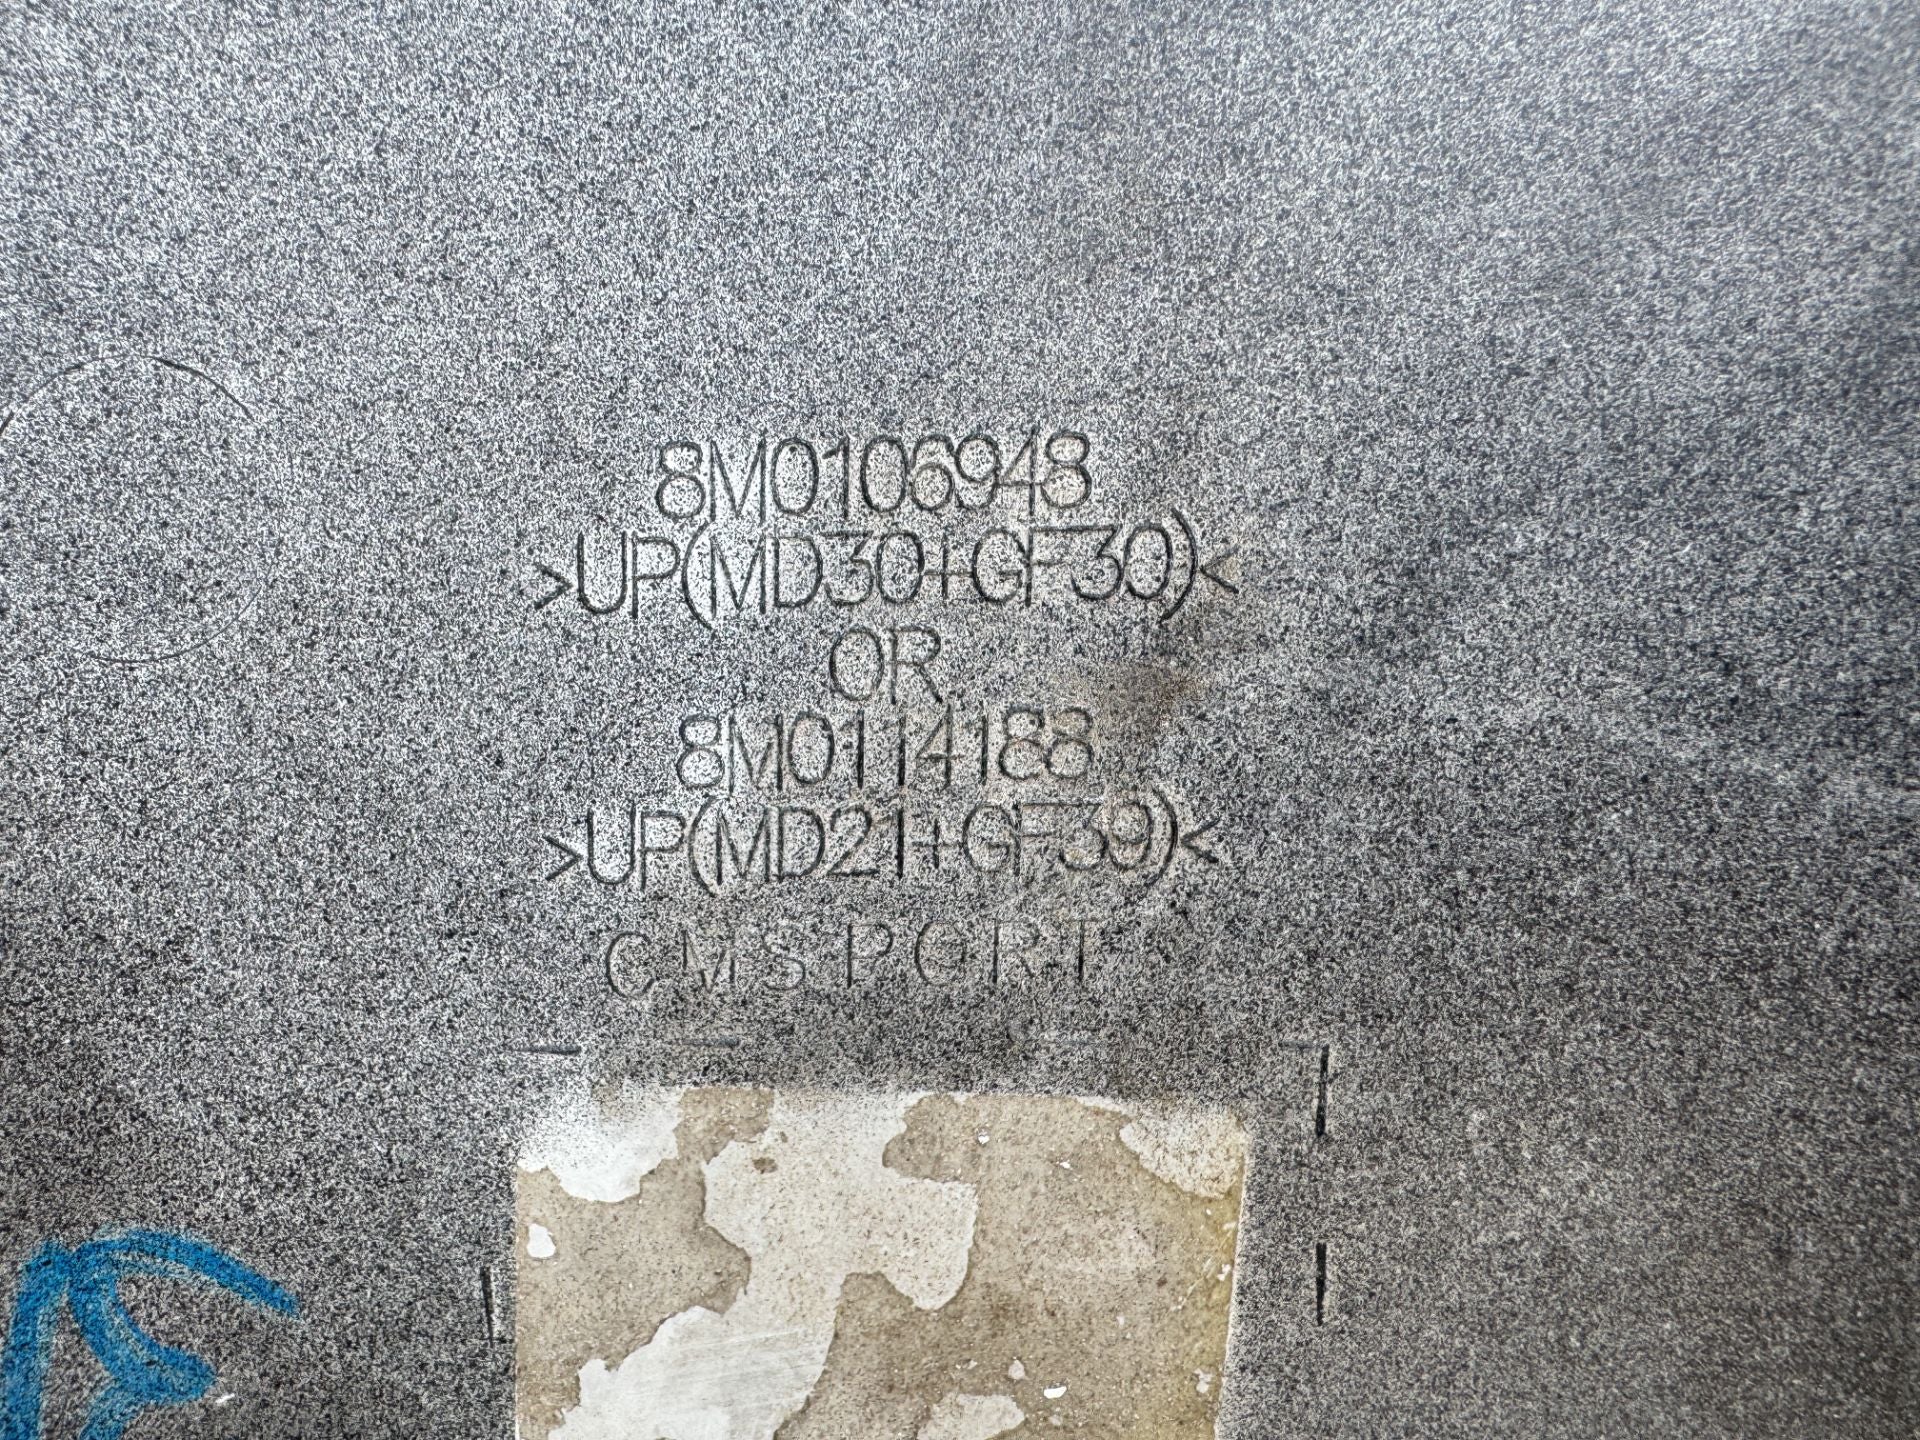 8M0106948
>UP(MD30+GF30)<
OR
8M0114188
>UP(MD21+GF39)<
CMSPORT